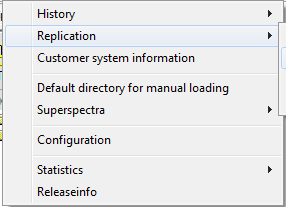 History
Replication
Customer system information
Default directory for manual loading
Superspectra
Configuration
Statistics
Releaseinfo